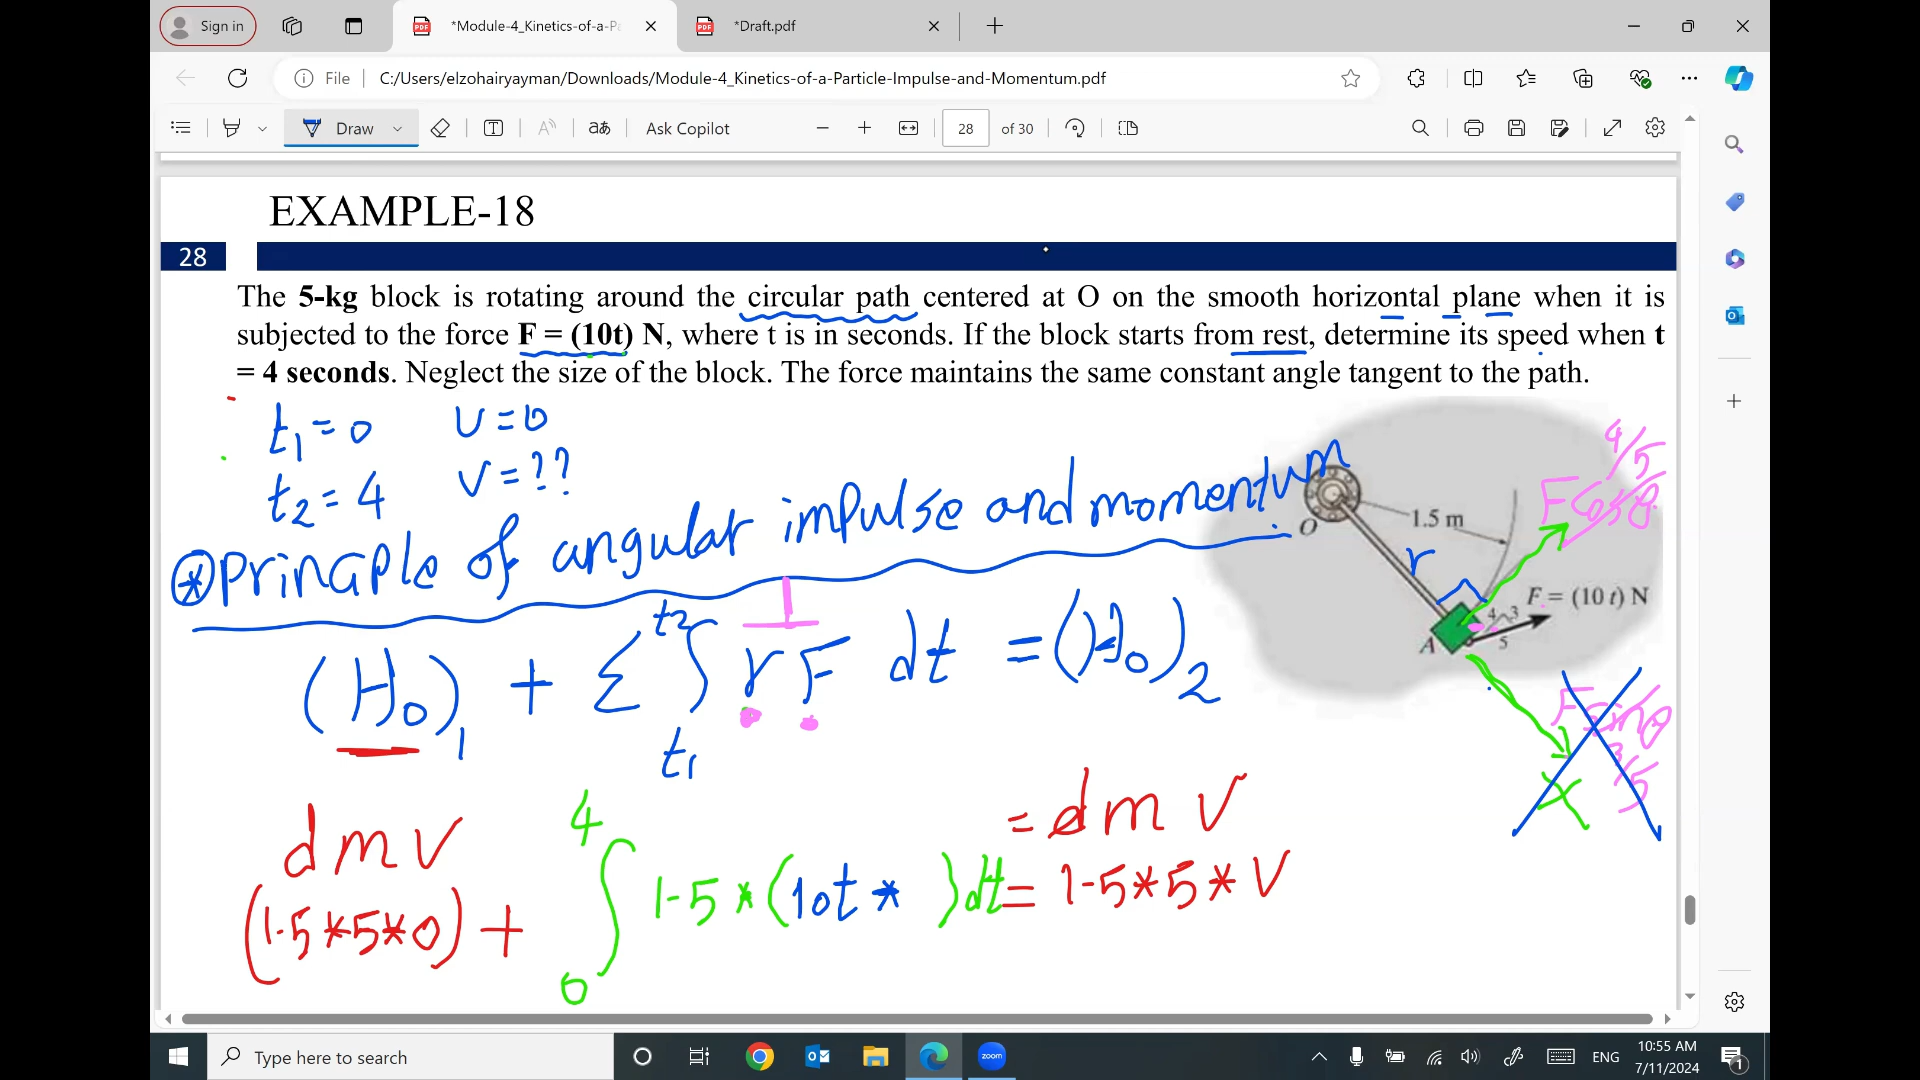 Sign in
*Module-4_Kinetics-of-a-Pa
*Draft.pdf
File
C:/Users/elzohairyayman/Downloads/Module-4_Kinetics-of-a-Particle-Impulse-and-Momentum.pdf
Draw
Ask Copilot
28 of 30
EXAMPLE-18
28
The 5-kg block is rotating around the circular path centered at O on the smooth horizontal plane when it is
subjected to the force F = (10t) N, where t is in seconds. If the block starts from rest, determine its speed when t
= 4 seconds. Neglect the size of the block. The force maintains the same constant angle tangent to the path.
t1 = 0 v = 0
t2 = 4 v = ??
⊛ principle of angular impulse and momentum
O
1.5 m
r
4/5
F cosθ
F = (10 t) N
4 3
5
A
F sinθ
3/5
X
(H₀)₁ + Σ ∫ r F dt = (H₀)₂
t2
t1
d m v = d m v
4
(1.5*5*0) + ∫ 1.5*(10t* )dt = 1.5*5*v
0
Type here to search
zoom
ENG
10:55 AM
7/11/2024
1